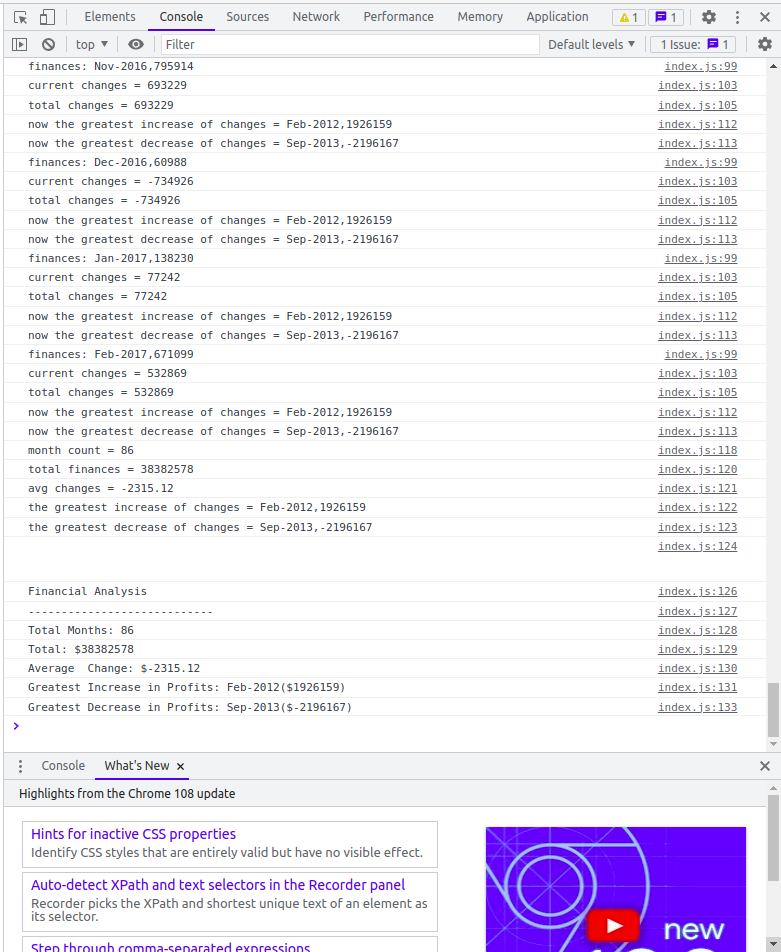 Elements Console Sources Network Performance Memory Application 1 1
top Filter Default levels 1 Issue: 1
finances: Nov-2016,795914 index.js:99
current changes = 693229 index.js:103
total changes = 693229 index.js:105
now the greatest increase of changes = Feb-2012,1926159 index.js:112
now the greatest decrease of changes = Sep-2013,-2196167 index.js:113
finances: Dec-2016,60988 index.js:99
current changes = -734926 index.js:103
total changes = -734926 index.js:105
now the greatest increase of changes = Feb-2012,1926159 index.js:112
now the greatest decrease of changes = Sep-2013,-2196167 index.js:113
finances: Jan-2017,138230 index.js:99
current changes = 77242 index.js:103
total changes = 77242 index.js:105
now the greatest increase of changes = Feb-2012,1926159 index.js:112
now the greatest decrease of changes = Sep-2013,-2196167 index.js:113
finances: Feb-2017,671099 index.js:99
current changes = 532869 index.js:103
total changes = 532869 index.js:105
now the greatest increase of changes = Feb-2012,1926159 index.js:112
now the greatest decrease of changes = Sep-2013,-2196167 index.js:113
month count = 86 index.js:118
total finances = 38382578 index.js:120
avg changes = -2315.12 index.js:121
the greatest increase of changes = Feb-2012,1926159 index.js:122
the greatest decrease of changes = Sep-2013,-2196167 index.js:123
index.js:124
Financial Analysis index.js:126
---------------------------- index.js:127
Total Months: 86 index.js:128
Total: $38382578 index.js:129
Average  Change: $-2315.12 index.js:130
Greatest Increase in Profits: Feb-2012($1926159) index.js:131
Greatest Decrease in Profits: Sep-2013($-2196167) index.js:133
Console What's New
Highlights from the Chrome 108 update
Hints for inactive CSS properties
Identify CSS styles that are entirely valid but have no visible effect.
Auto-detect XPath and text selectors in the Recorder panel
Recorder picks the XPath and shortest unique text of an element as
its selector.
new
Step through comma-separated expressions